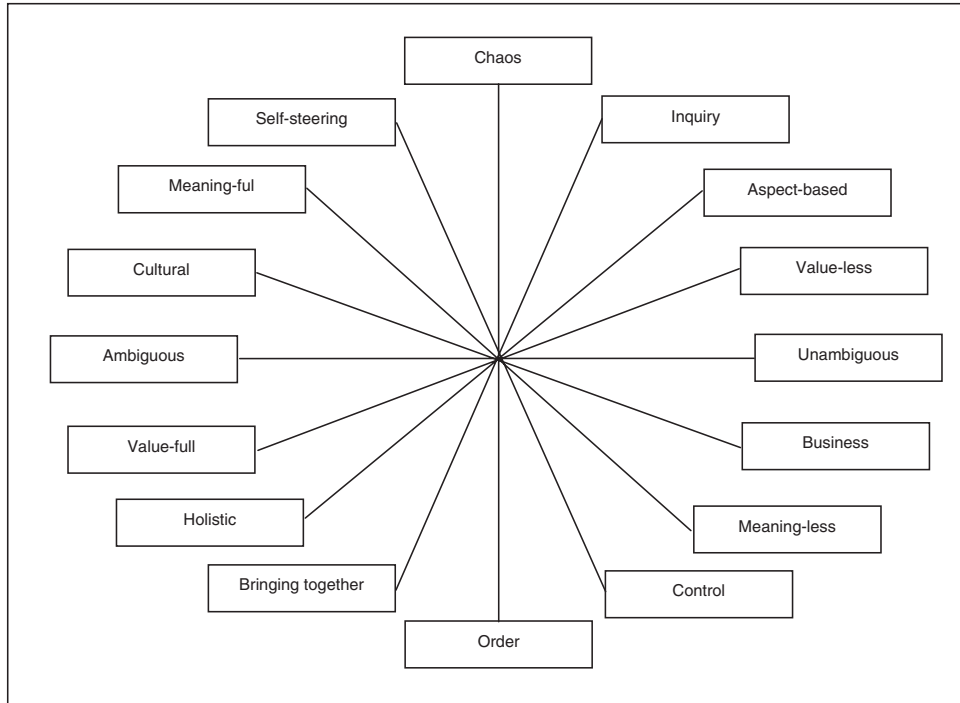 Chaos
Self-steering
Inquiry
Meaning-ful
Aspect-based
Cultural
Value-less
Ambiguous
Unambiguous
Value-full
Business
Holistic
Meaning-less
Bringing together
Control
Order